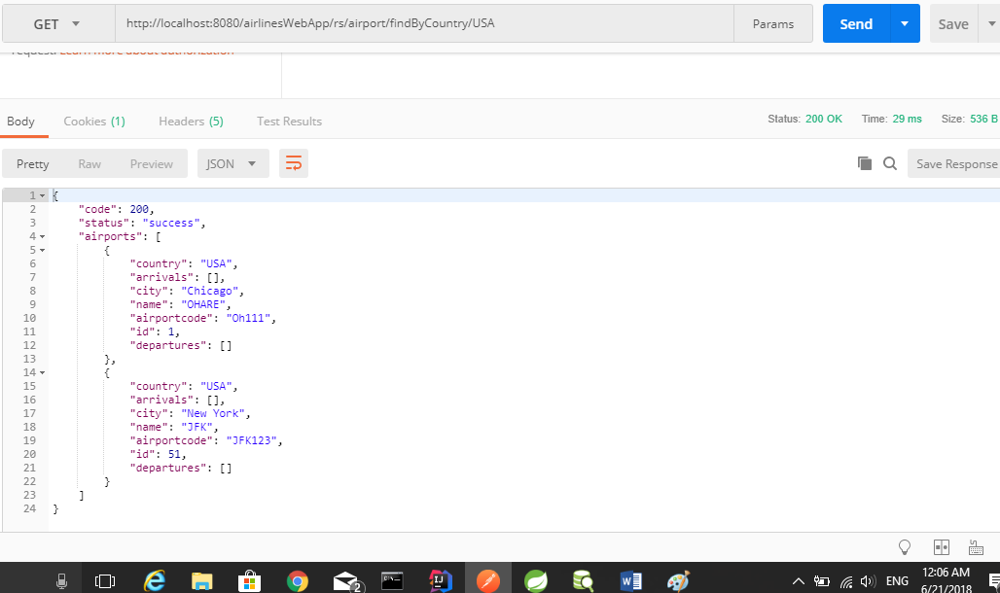 GET http://localhost:8080/airlinesWebApp/rs/airport/findByCountry/USA Params Send Save
request. Learn more about authorization
Body Cookies (1) Headers (5) Test Results Status: 200 OK Time: 29 ms Size: 536 B
Pretty Raw Preview JSON Save Response
1 {
2 "code": 200,
3 "status": "success",
4 "airports": [
5 {
6 "country": "USA",
7 "arrivals": [],
8 "city": "Chicago",
9 "name": "OHARE",
10 "airportcode": "Oh111",
11 "id": 1,
12 "departures": []
13 },
14 {
15 "country": "USA",
16 "arrivals": [],
17 "city": "New York",
18 "name": "JFK",
19 "airportcode": "JFK123",
20 "id": 51,
21 "departures": []
22 }
23 ]
24 }
2 ENG 12:06 AM
6/21/2018